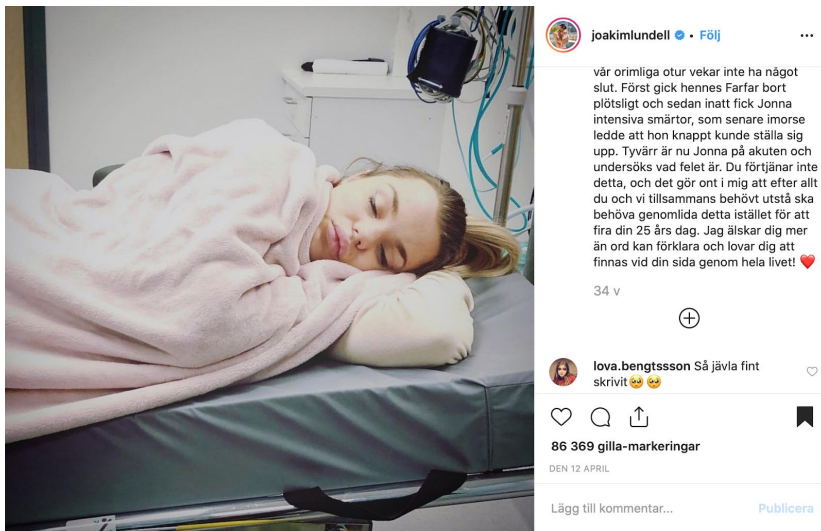 joakimlundell • Följ
vår orimliga otur vekar inte ha något
slut. Först gick hennes Farfar bort
plötsligt och sedan inatt fick Jonna
intensiva smärtor, som senare imorse
ledde att hon knappt kunde ställa sig
upp. Tyvärr är nu Jonna på akuten och
undersöks vad felet är. Du förtjänar inte
detta, och det gör ont i mig att efter allt
du och vi tillsammans behövt utstå ska
behöva genomlida detta istället för att
fira din 25 års dag. Jag älskar dig mer
än ord kan förklara och lovar dig att
finnas vid din sida genom hela livet! ❤️
34 v
lova.bengtssson Så jävla fint
skrivit🥺 🥺
86 369 gilla-markeringar
DEN 12 APRIL
Lägg till kommentar... Publicera